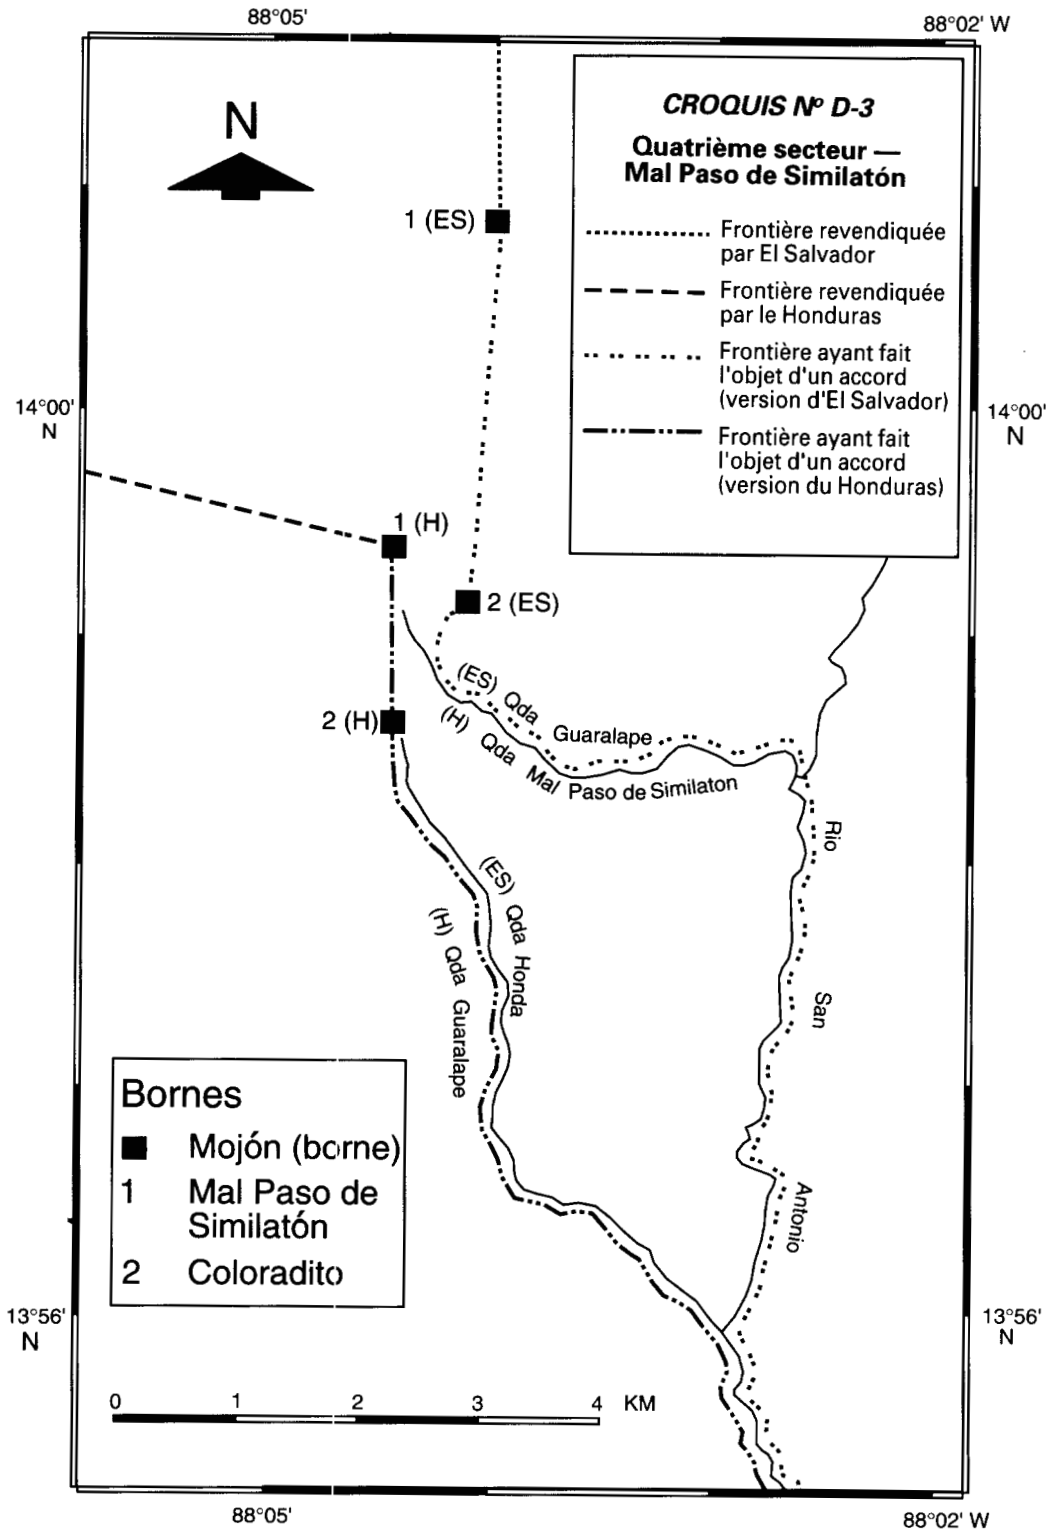 88°05'
88°02' W
N
CROQUIS Nº D-3
Quatrième secteur —
Mal Paso de Similatón
Frontière revendiquée
par El Salvador
Frontière revendiquée
par le Honduras
Frontière ayant fait
l'objet d'un accord
(version d'El Salvador)
Frontière ayant fait
l'objet d'un accord
(version du Honduras)
1 (ES)
14°00'
N
14°00'
N
1 (H)
2 (ES)
2 (H)
(ES) Qda Guaralape
(H) Qda Mal Paso de Similaton
Rio San Antonio
(ES) Qda Honda
(H) Qda Guaralape
Bornes
Mojón (borne)
1 Mal Paso de
Similatón
2 Coloradito
13°56'
N
13°56'
N
0 1 2 3 4 KM
88°05'
88°02' W